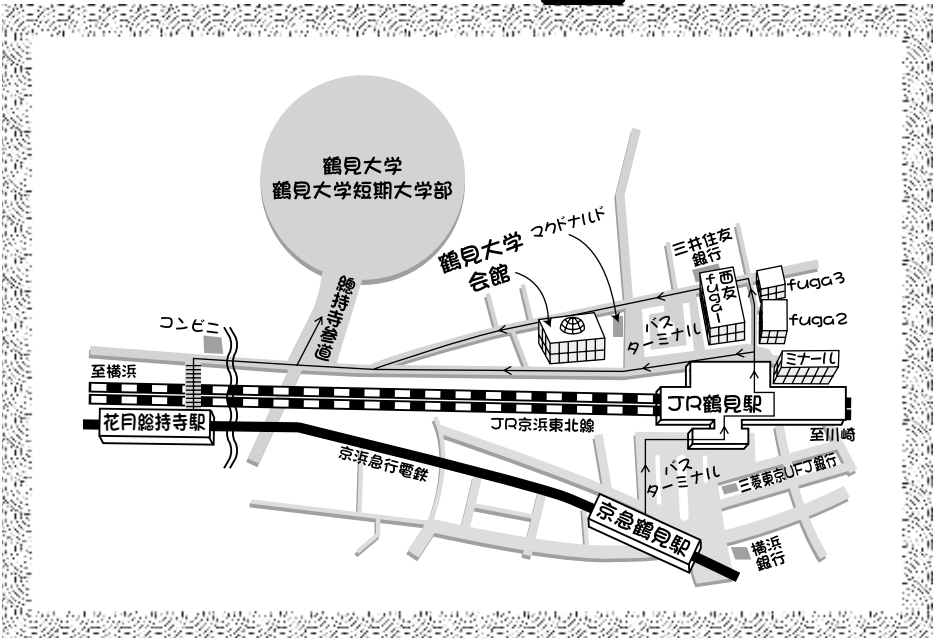 鶴見大学
鶴見大学短期大学部
鶴見大学
会館
マクドナルド
三井住友
銀行
西友
fuga1
fuga3
fuga2
ミナール
バス
ターミナル
總持寺参道
コンビニ
至横浜
花月総持寺駅
JR京浜東北線
JR鶴見駅
至川崎
京浜急行電鉄
バス
ターミナル
三菱東京UFJ銀行
京急鶴見駅
横浜
銀行